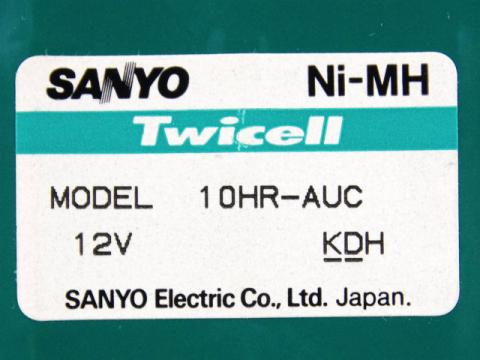 SANYO Ni-MH
Twicell
MODEL 10HR-AUC
12V KDH
SANYO Electric Co., Ltd. Japan.